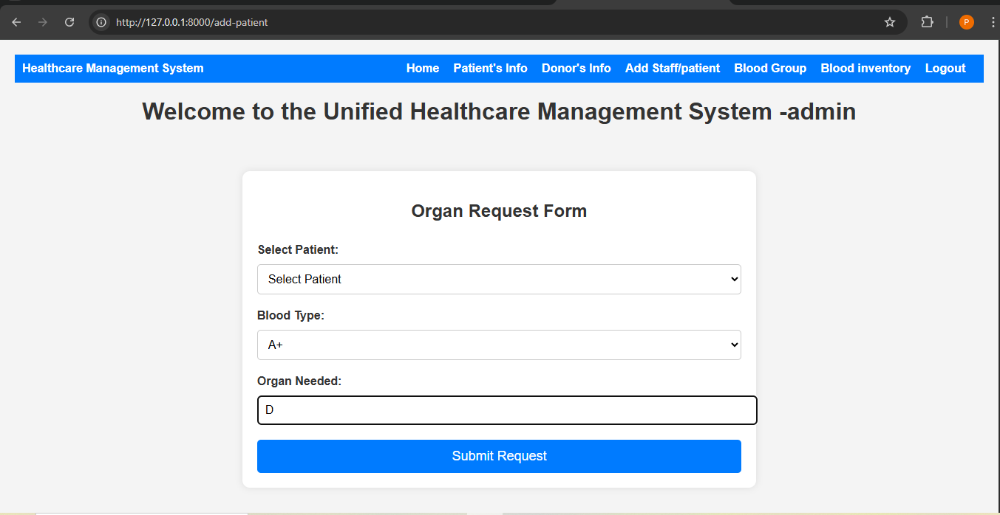 http://127.0.0.1:8000/add-patient
P
Healthcare Management System Home Patient's Info Donor's Info Add Staff/patient Blood Group Blood inventory Logout
Welcome to the Unified Healthcare Management System -admin
Organ Request Form
Select Patient:
Select Patient
Blood Type:
A+
Organ Needed:
D
Submit Request